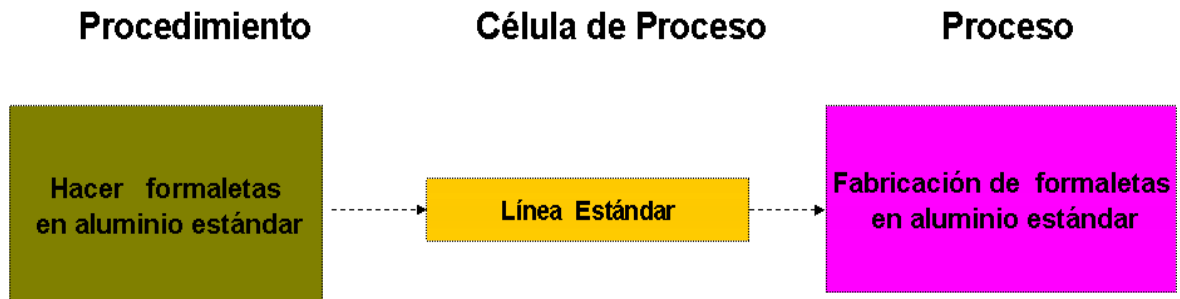 Procedimiento
Célula de Proceso
Proceso
Hacer formaletas
en aluminio estándar
Línea Estándar
Fabricación de formaletas
en aluminio estándar